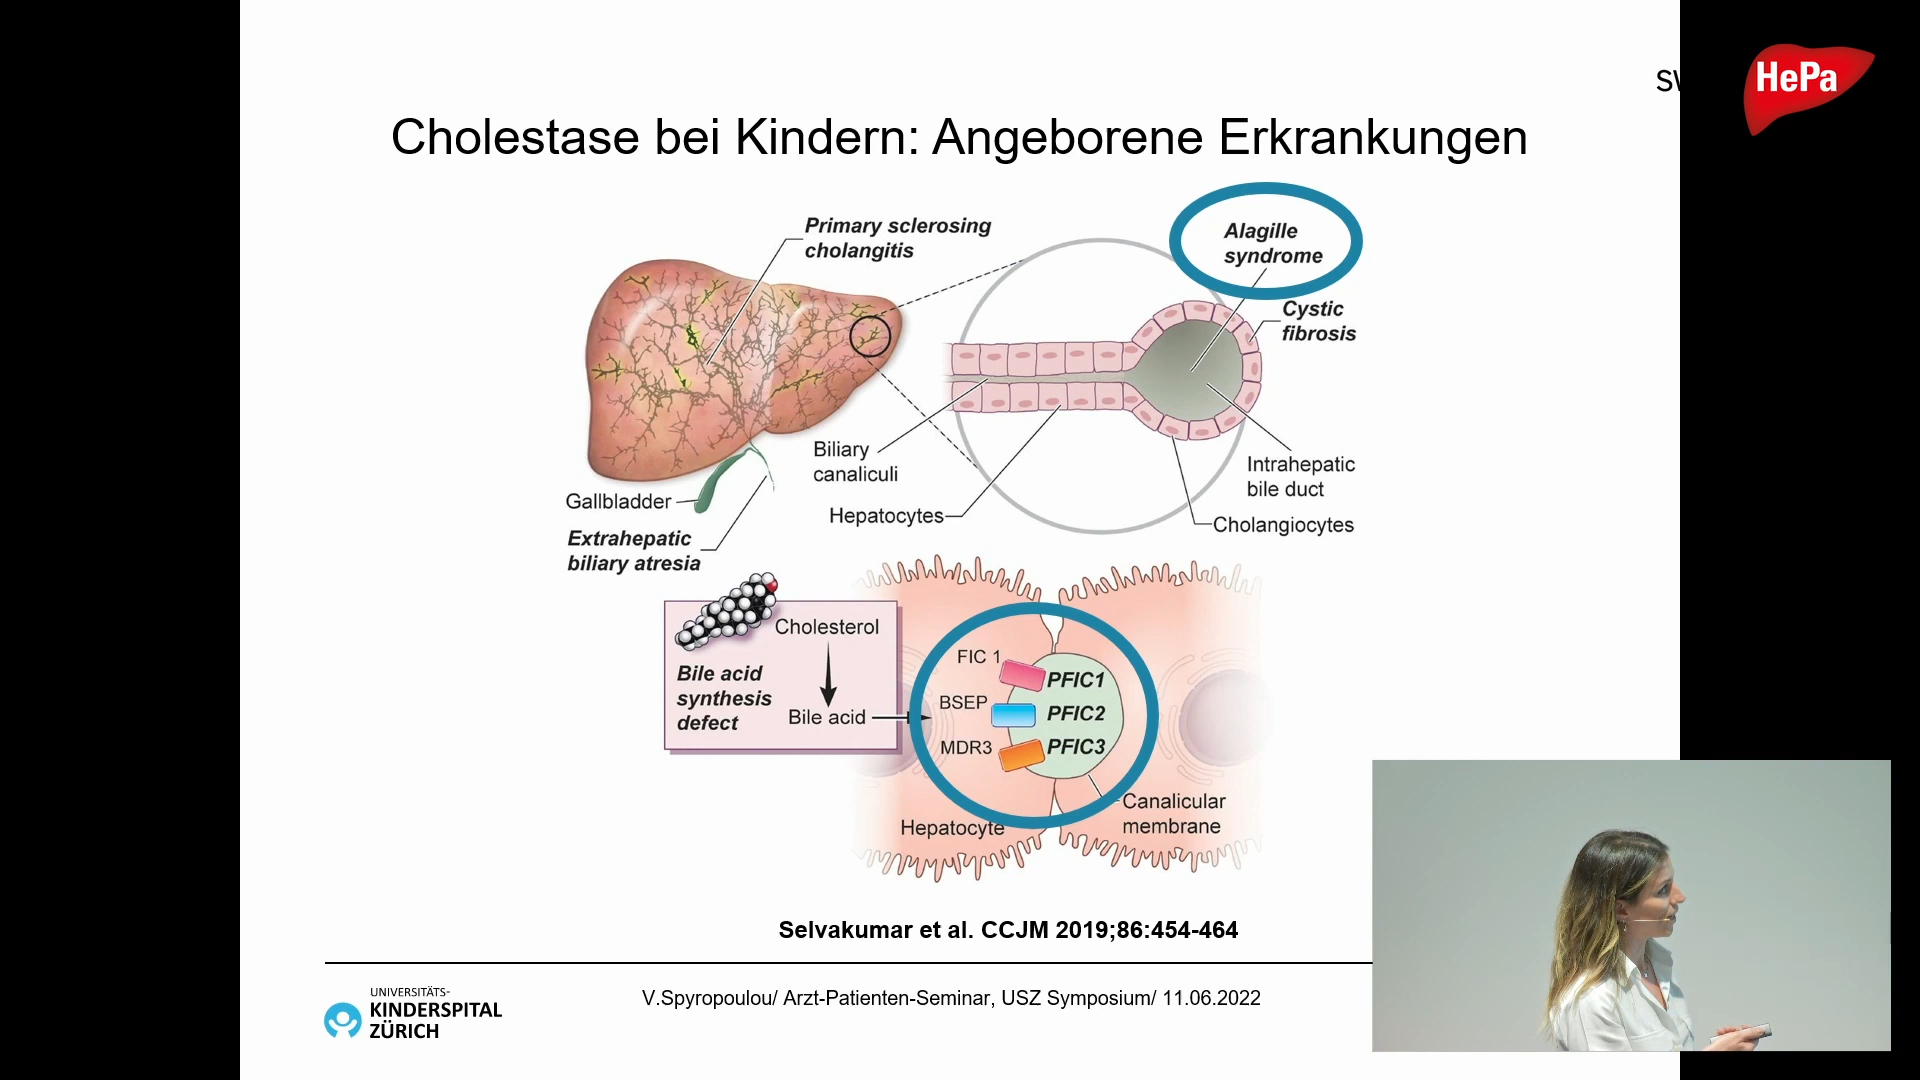 SW
HePa
Cholestase bei Kindern: Angeborene Erkrankungen
Primary sclerosing
cholangitis
Alagille
syndrome
Cystic
fibrosis
Biliary
canaliculi
Intrahepatic
bile duct
Gallbladder
Hepatocytes
Cholangiocytes
Extrahepatic
biliary atresia
Cholesterol
Bile acid
synthesis
defect
Bile acid
FIC 1
PFIC1
BSEP
PFIC2
MDR3
PFIC3
Canalicular
membrane
Hepatocyte
Selvakumar et al. CCJM 2019;86:454-464
UNIVERSITÄTS-
KINDERSPITAL
ZÜRICH
V.Spyropoulou/ Arzt-Patienten-Seminar, USZ Symposium/ 11.06.2022